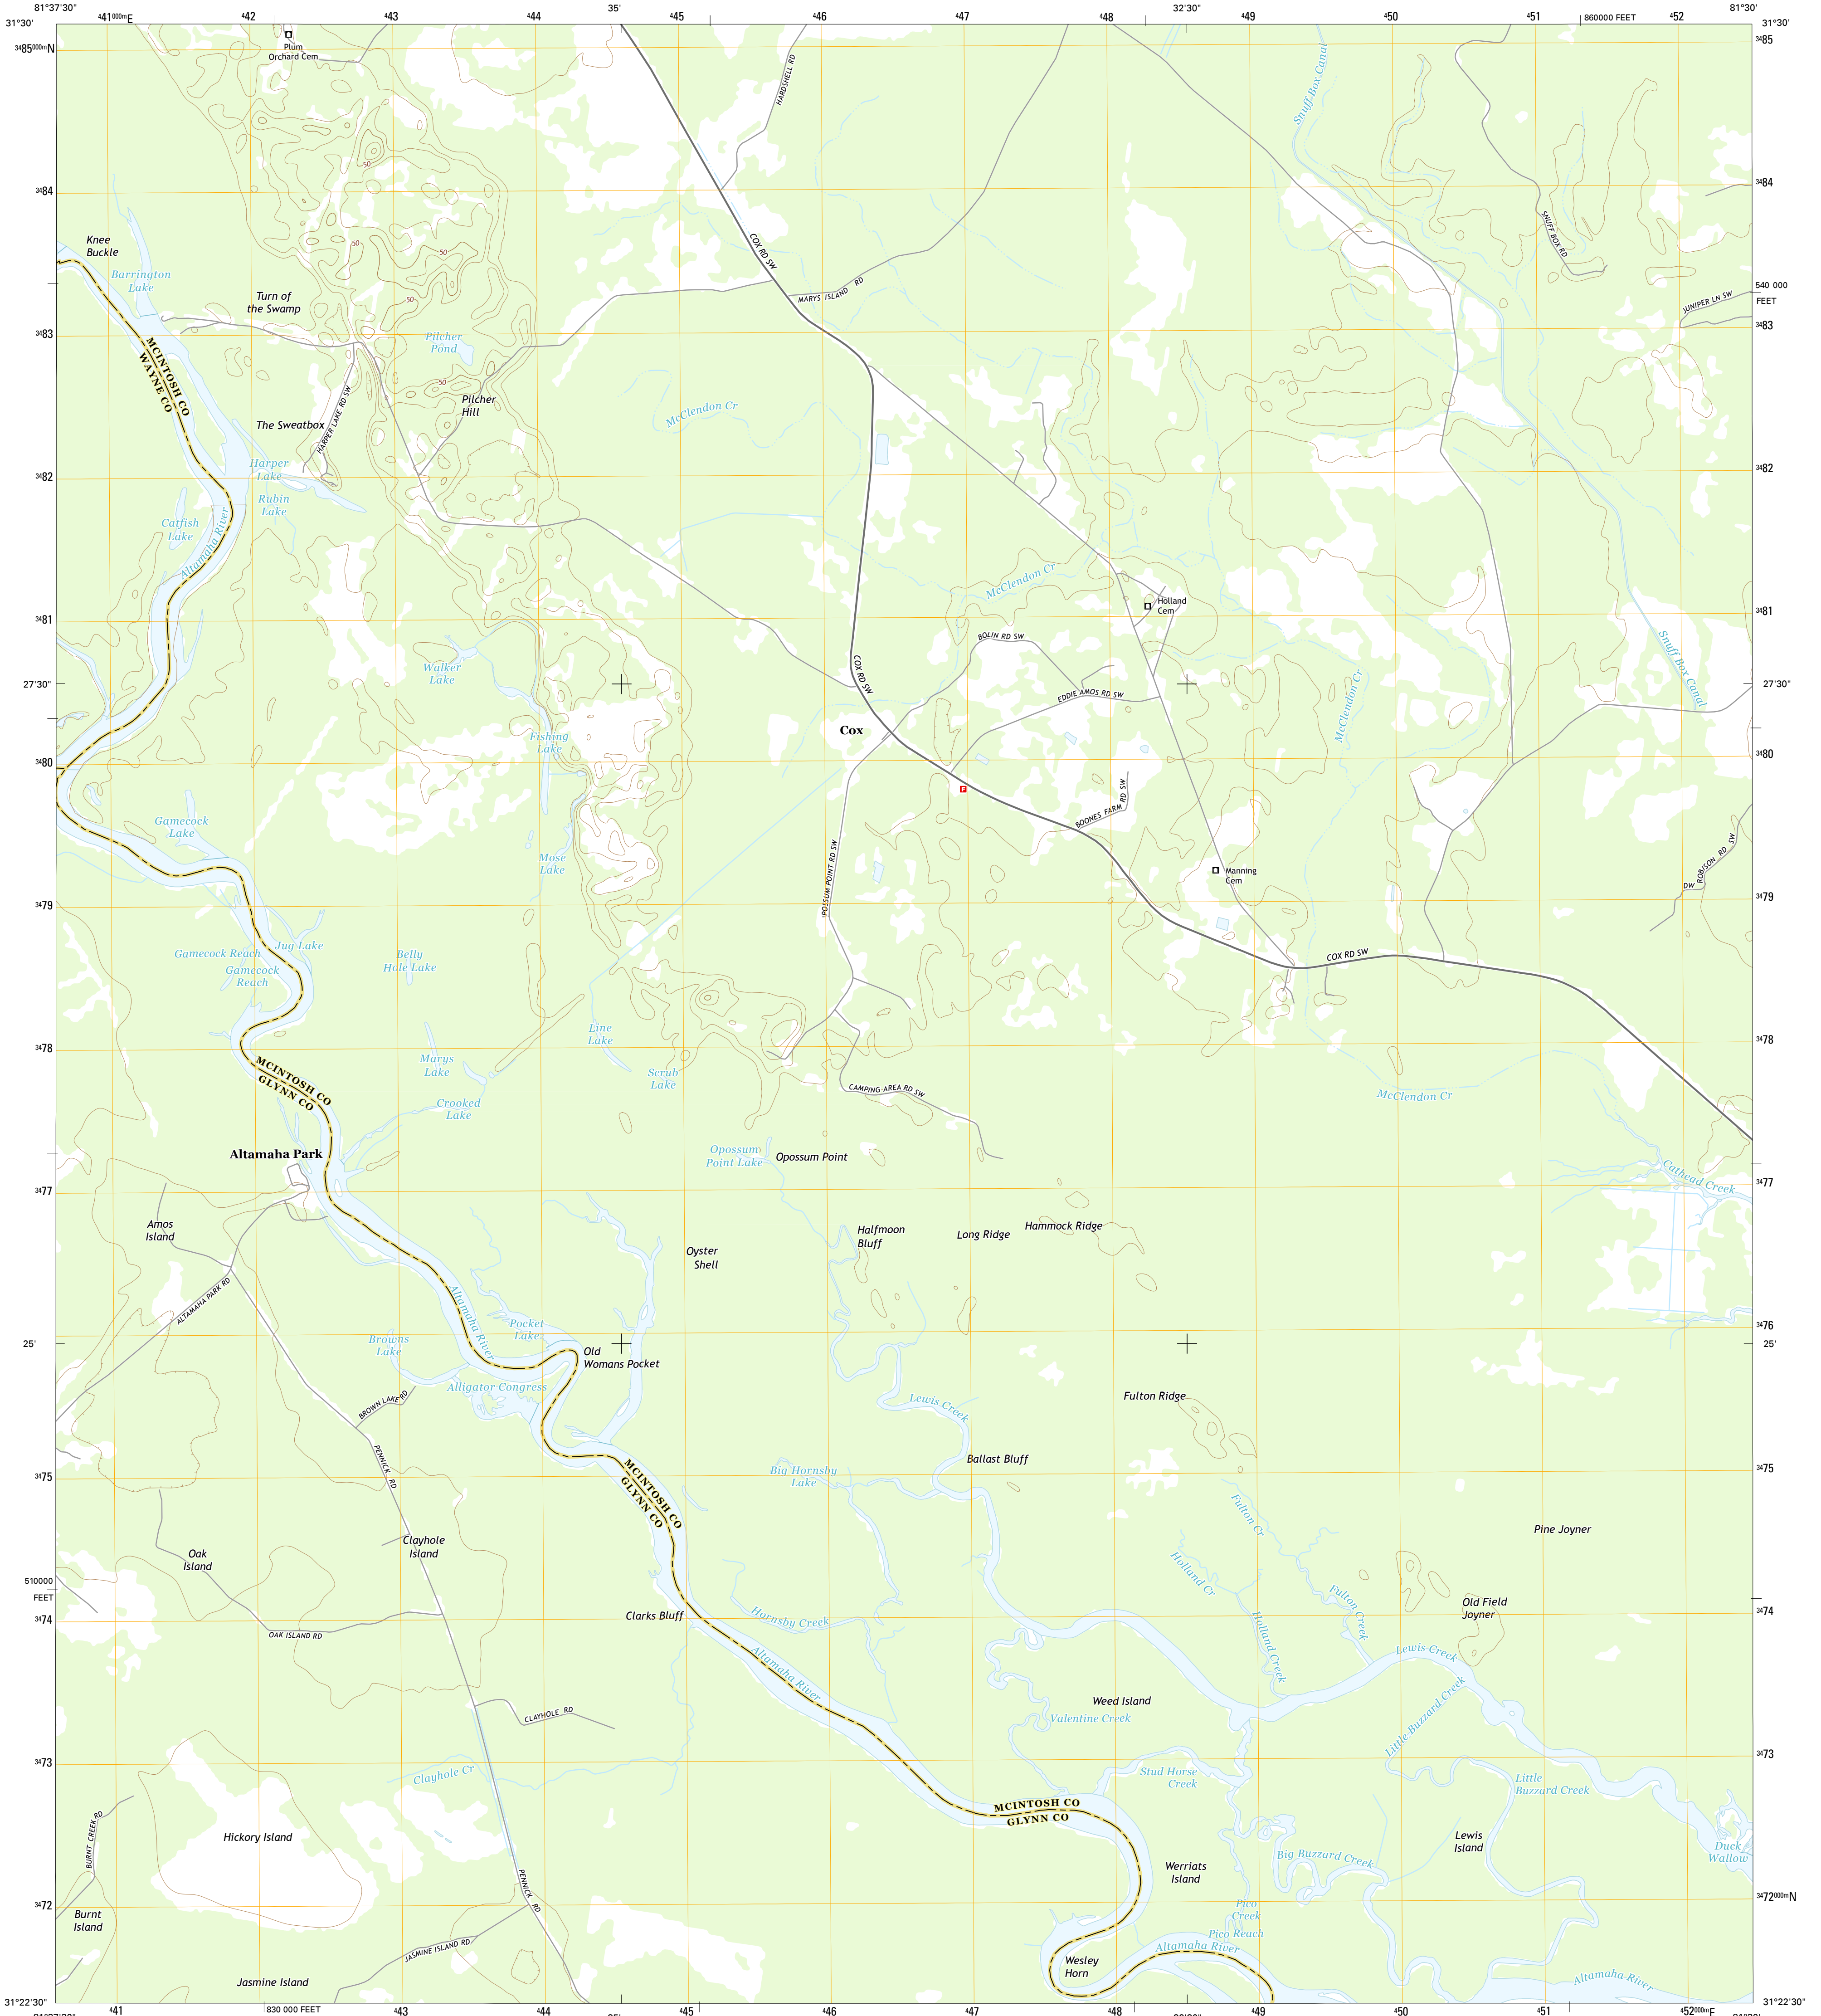 81°37'30"
⁴41⁰⁰⁰ᵐE
⁴42
⁴43
⁴44
35'
⁴45
⁴46
⁴47
⁴48
32'30"
⁴49
⁴50
⁴51
860000 FEET
⁴52
81°30'
31°30'
31°30'
³⁴85⁰⁰⁰ᵐN
³⁴85
Plum
Orchard Cem
HARDSHELL RD
Snuff Box Canal
50
³⁴84
³⁴84
Knee
Buckle
COX RD SW
SNUFF BOX RD
50
50
Barrington
Lake
Turn of
the Swamp
50
MARYS ISLAND RD
540 000
FEET
JUNIPER LN SW
³⁴83
³⁴83
Pilcher
Pond
MCINTOSH CO
WAYNE CO
50
Pilcher
Hill
McClendon Cr
The Sweatbox
HARPER LAKE RD SW
Harper
Lake
³⁴82
³⁴82
Rubin
Lake
Catfish
Lake
Altamaha River
McClendon Cr
Holland
Cem
³⁴81
³⁴81
BOLIN RD SW
Walker
Lake
COX RD SW
Snuff Box Canal
27'30"
27'30"
EDDIE AMOS RD SW
McClendon Cr
Cox
Fishing
Lake
³⁴80
³⁴80
F
BOONES FARM RD SW
Gamecock
Lake
Mose
Lake
POSSUM POINT RD SW
Manning
Cem
ROBISON RD SW
DW
³⁴79
³⁴79
Jug Lake
Gamecock Reach
Gamecock
Reach
Belly
Hole Lake
COX RD SW
Line
Lake
³⁴78
³⁴78
MCINTOSH CO
GLYNN CO
Marys
Lake
Scrub
Lake
CAMPING AREA RD SW
McClendon Cr
Crooked
Lake
Altamaha Park
Opossum
Point Lake
Opossum Point
Cathead Creek
³⁴77
³⁴77
Amos
Island
Halfmoon
Bluff
Long Ridge
Hammock Ridge
Oyster
Shell
ALTAMAHA PARK RD
Altamaha River
Pocket
Lake
³⁴76
Browns
Lake
25'
25'
Old
Womans Pocket
Alligator Congress
BROWN LAKE RD
Lewis Creek
Fulton Ridge
PENNICK RD
Ballast Bluff
³⁴75
³⁴75
Big Hornsby
Lake
MCINTOSH CO
GLYNN CO
Fulton Cr
Pine Joyner
Clayhole
Island
Oak
Island
Holland Cr
510000
FEET
Fulton Creek
Old Field
Joyner
³⁴74
³⁴74
Clarks Bluff
Hornsby Creek
Holland Creek
OAK ISLAND RD
Altamaha River
Lewis Creek
Weed Island
Little Buzzard Creek
CLAYHOLE RD
Valentine Creek
³⁴73
³⁴73
Clayhole Cr
Stud Horse
Creek
Little
Buzzard Creek
MCINTOSH CO
GLYNN CO
BURNT CREEK RD
Hickory Island
Lewis
Island
Duck
Wallow
Big Buzzard Creek
Werriats
Island
PENNICK RD
³⁴72
³⁴72⁰⁰⁰ᵐN
Burnt
Island
Pico
Creek
Pico Reach
Altamaha River
JASMINE ISLAND RD
Wesley
Horn
Jasmine Island
Altamaha River
31°22'30"
31°22'30"
⁴41
830 000 FEET
⁴43
⁴44
⁴45
⁴46
⁴47
⁴48
⁴49
⁴50
⁴51
⁴52⁰⁰⁰ᵐE